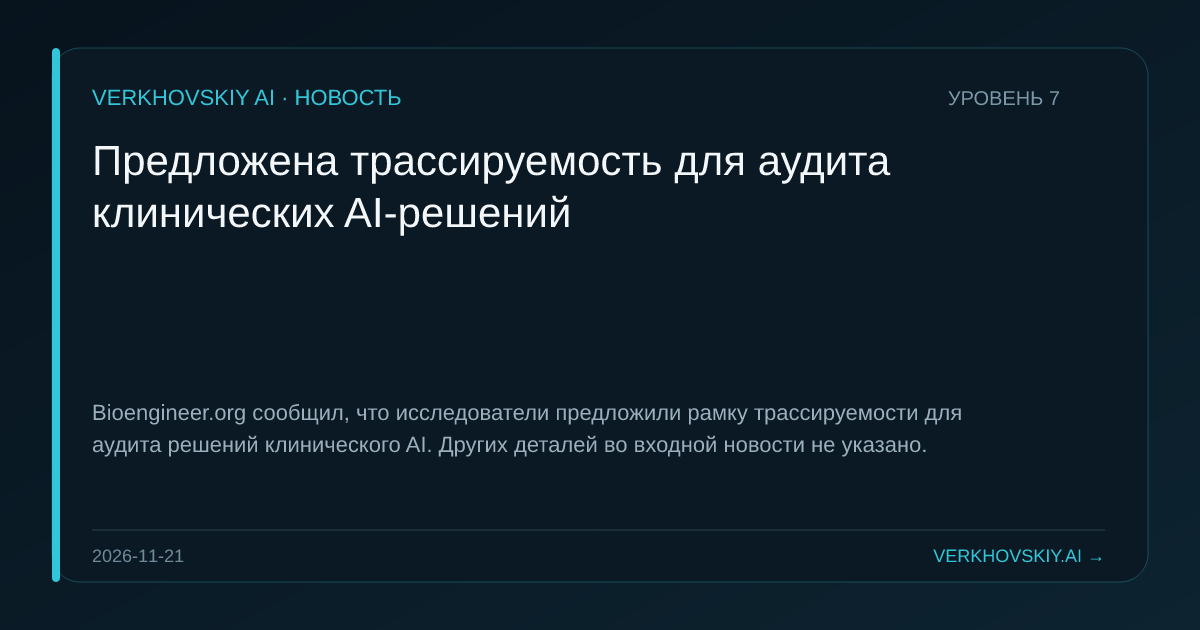 VERKHOVSKIY AI · НОВОСТЬ
УРОВЕНЬ 7
Предложена трассируемость для аудита
клинических AI-решений
Bioengineer.org сообщил, что исследователи предложили рамку трассируемости для
аудита решений клинического AI. Других деталей во входной новости не указано.
2026-11-21
VERKHOVSKIY.AI →